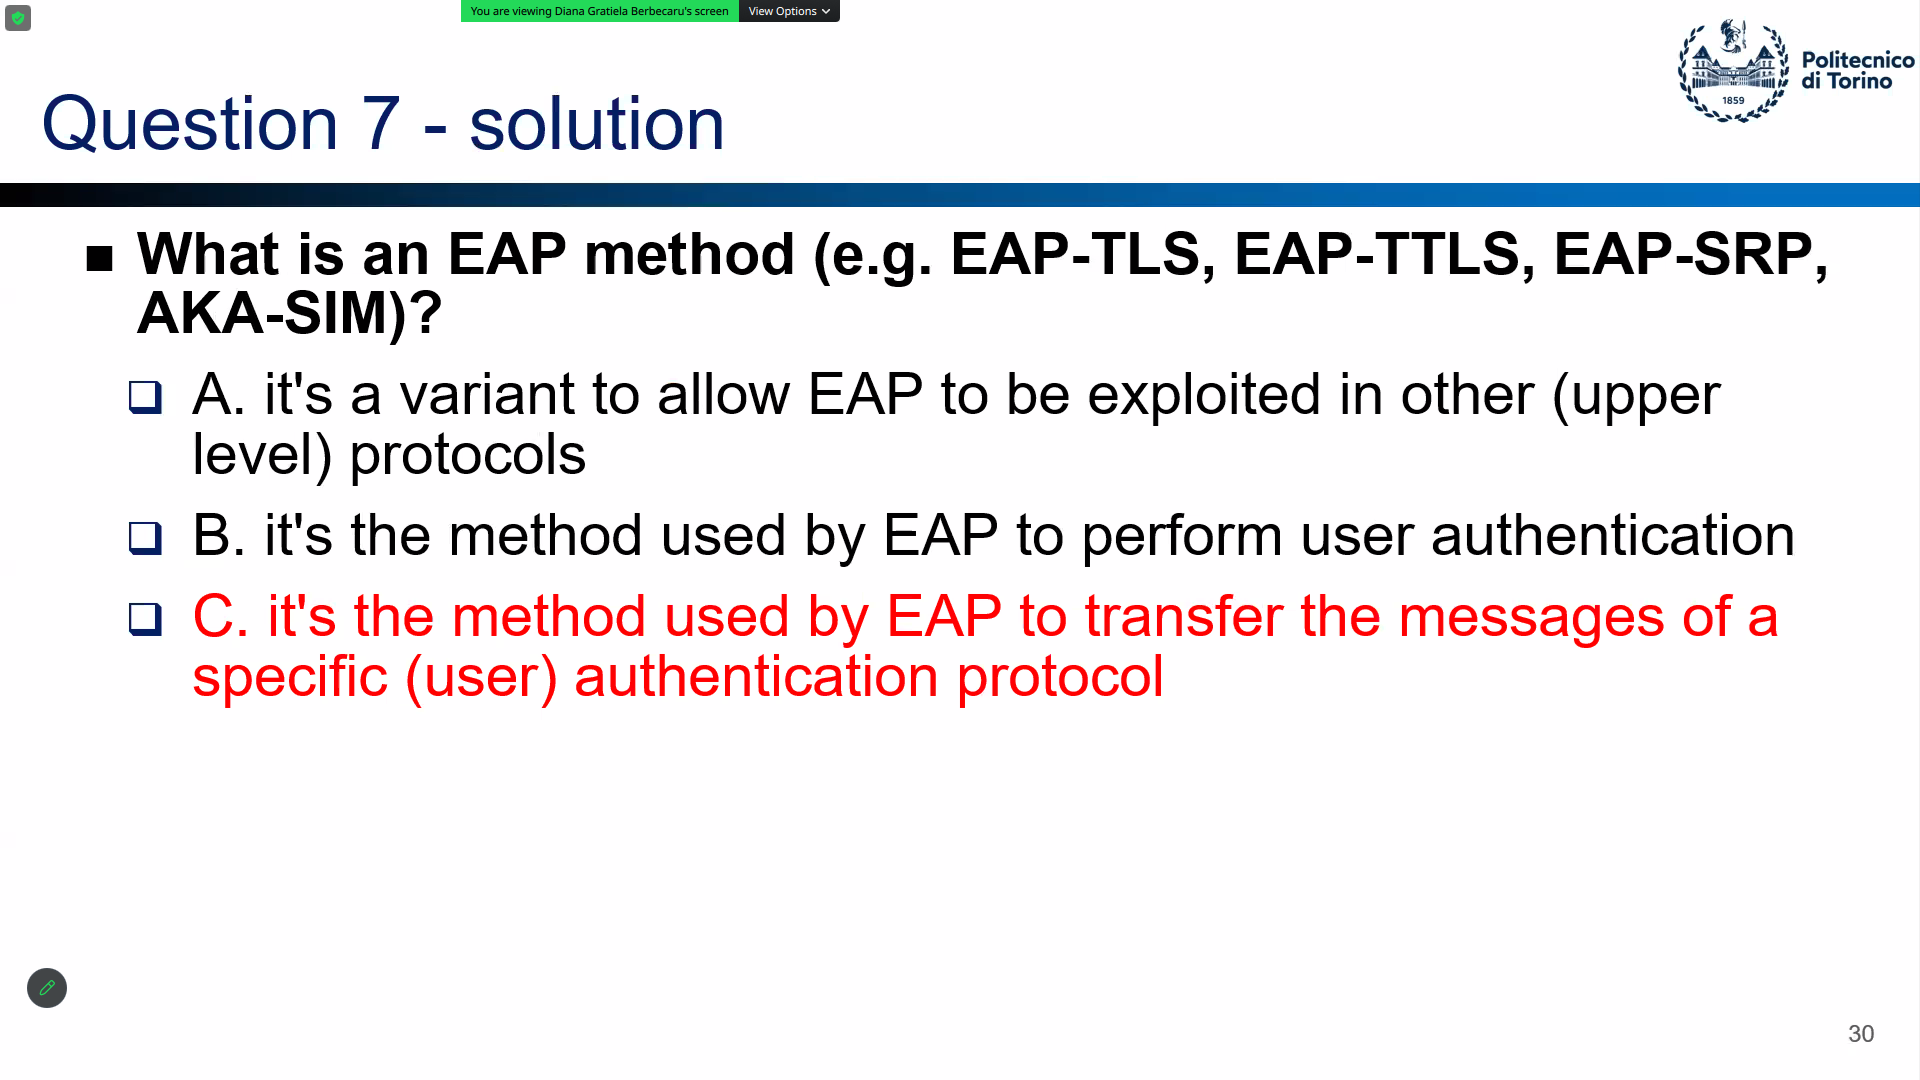 You are viewing Diana Gratiela Berbecaru's screen
View Options
Politecnico
di Torino
1859
Question 7 - solution
What is an EAP method (e.g. EAP-TLS, EAP-TTLS, EAP-SRP,
AKA-SIM)?
A. it's a variant to allow EAP to be exploited in other (upper
level) protocols
B. it's the method used by EAP to perform user authentication
C. it's the method used by EAP to transfer the messages of a
specific (user) authentication protocol
30